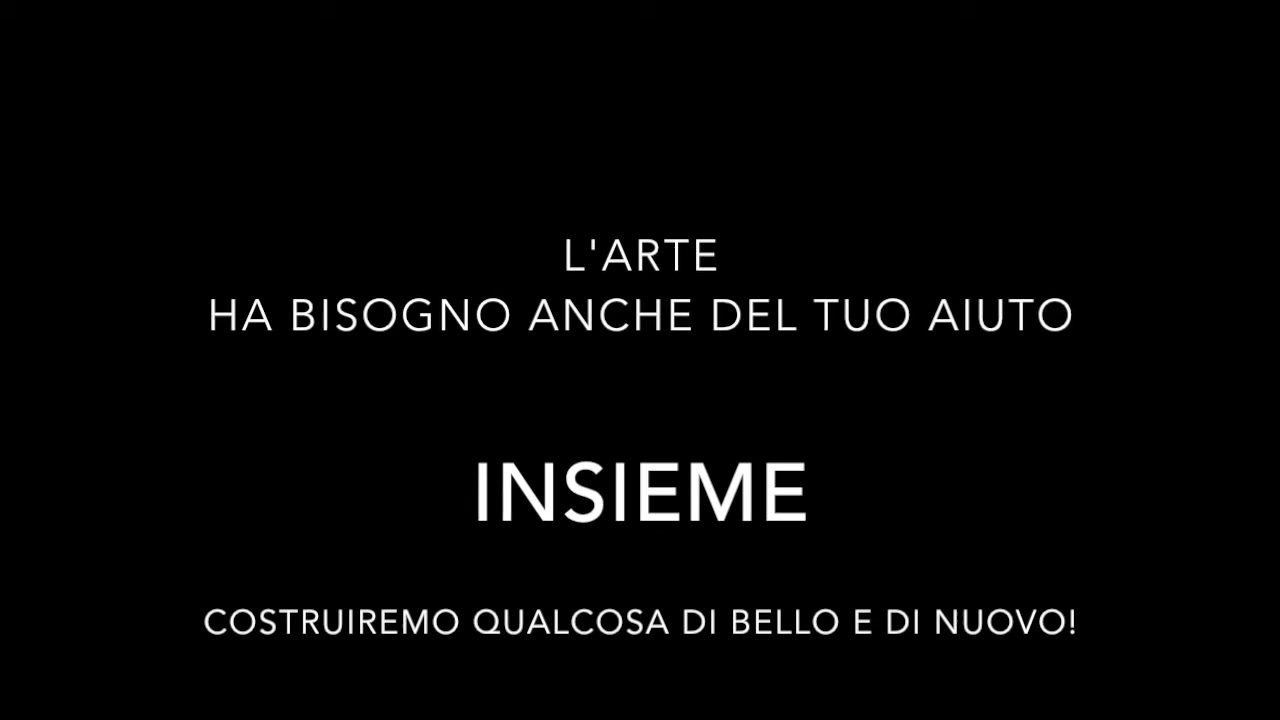 L'ARTE
HA BISOGNO ANCHE DEL TUO AIUTO
INSIEME
COSTRUIREMO QUALCOSA DI BELLO E DI NUOVO!